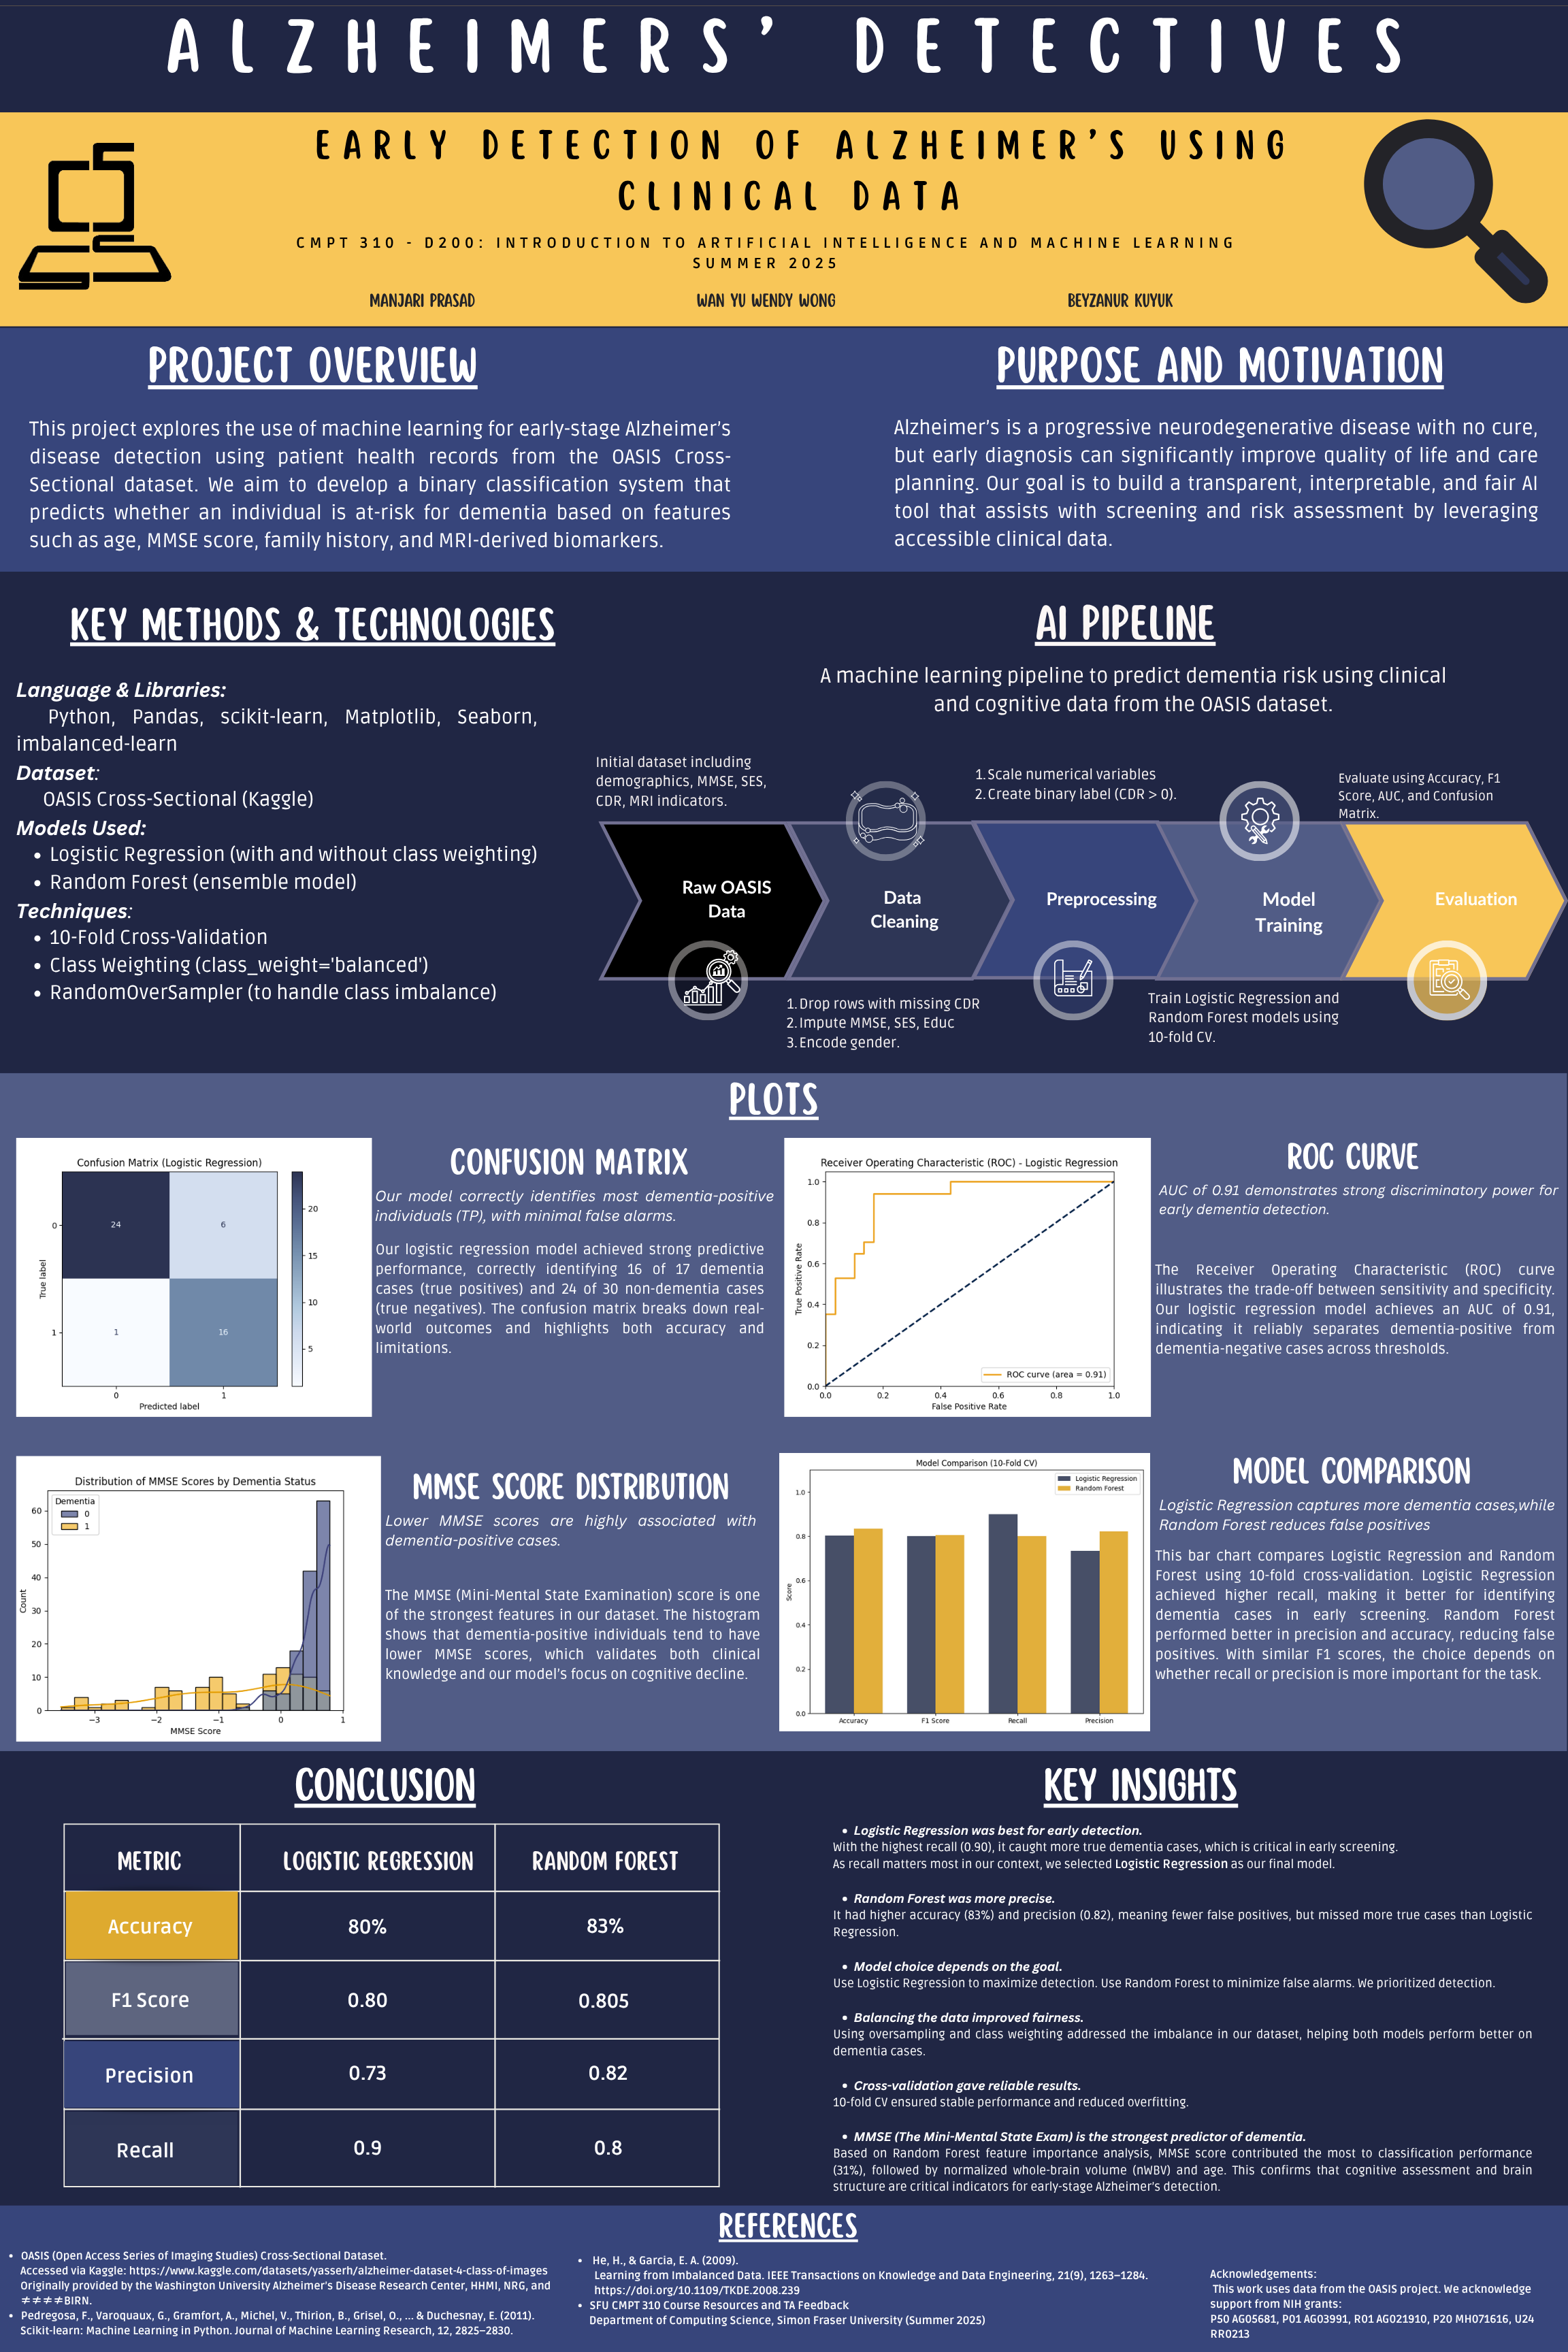 ALZHEIMERS’ DETECTIVES
EARLY DETECTION OF ALZHEIMER’S USING
CLINICAL DATA
CMPT 310 - D200: INTRODUCTION TO ARTIFICIAL INTELLIGENCE AND MACHINE LEARNING
SUMMER 2025
MANJARI PRASAD
WAN YU WENDY WONG
BEYZANUR KUYUK
PROJECT OVERVIEW
This project explores the use of machine learning for early-stage Alzheimer’s
disease detection using patient health records from the OASIS Cross-
Sectional dataset. We aim to develop a binary classification system that
predicts whether an individual is at-risk for dementia based on features
such as age, MMSE score, family history, and MRI-derived biomarkers.
PURPOSE AND MOTIVATION
Alzheimer’s is a progressive neurodegenerative disease with no cure,
but early diagnosis can significantly improve quality of life and care
planning. Our goal is to build a transparent, interpretable, and fair AI
tool that assists with screening and risk assessment by leveraging
accessible clinical data.
KEY METHODS & TECHNOLOGIES
Language & Libraries:
Python, Pandas, scikit-learn, Matplotlib, Seaborn,
imbalanced-learn
Dataset:
OASIS Cross-Sectional (Kaggle)
Models Used:
• Logistic Regression (with and without class weighting)
• Random Forest (ensemble model)
Techniques:
• 10-Fold Cross-Validation
• Class Weighting (class_weight='balanced')
• RandomOverSampler (to handle class imbalance)
AI PIPELINE
A machine learning pipeline to predict dementia risk using clinical
and cognitive data from the OASIS dataset.
Initial dataset including
demographics, MMSE, SES,
CDR, MRI indicators.
1. Scale numerical variables
2. Create binary label (CDR > 0).
Evaluate using Accuracy, F1
Score, AUC, and Confusion
Matrix.
Raw OASIS
Data
Data
Cleaning
Preprocessing
Model
Training
Evaluation
1. Drop rows with missing CDR
2. Impute MMSE, SES, Educ
3. Encode gender.
Train Logistic Regression and
Random Forest models using
10-fold CV.
PLOTS
Confusion Matrix (Logistic Regression)
24
6
1
16
0
1
True label
0
1
Predicted label
20
15
10
5
CONFUSION MATRIX
Our model correctly identifies most dementia-positive
individuals (TP), with minimal false alarms.
Our logistic regression model achieved strong predictive
performance, correctly identifying 16 of 17 dementia
cases (true positives) and 24 of 30 non-dementia cases
(true negatives). The confusion matrix breaks down real-
world outcomes and highlights both accuracy and
limitations.
Receiver Operating Characteristic (ROC) - Logistic Regression
1.0
0.8
0.6
0.4
0.2
0.0
True Positive Rate
0.0
0.2
0.4
0.6
0.8
1.0
False Positive Rate
ROC curve (area = 0.91)
ROC CURVE
AUC of 0.91 demonstrates strong discriminatory power for
early dementia detection.
The Receiver Operating Characteristic (ROC) curve
illustrates the trade-off between sensitivity and specificity.
Our logistic regression model achieves an AUC of 0.91,
indicating it reliably separates dementia-positive from
dementia-negative cases across thresholds.
Distribution of MMSE Scores by Dementia Status
Dementia
0
1
60
50
40
30
20
10
0
Count
−3
−2
−1
0
1
MMSE Score
MMSE SCORE DISTRIBUTION
Lower MMSE scores are highly associated with
dementia-positive cases.
The MMSE (Mini-Mental State Examination) score is one
of the strongest features in our dataset. The histogram
shows that dementia-positive individuals tend to have
lower MMSE scores, which validates both clinical
knowledge and our model’s focus on cognitive decline.
Model Comparison (10-Fold CV)
Logistic Regression
Random Forest
1.0
0.8
0.6
0.4
0.2
0.0
Score
Accuracy
F1 Score
Recall
Precision
MODEL COMPARISON
Logistic Regression captures more dementia cases,while
Random Forest reduces false positives
This bar chart compares Logistic Regression and Random
Forest using 10-fold cross-validation. Logistic Regression
achieved higher recall, making it better for identifying
dementia cases in early screening. Random Forest
performed better in precision and accuracy, reducing false
positives. With similar F1 scores, the choice depends on
whether recall or precision is more important for the task.
CONCLUSION
METRIC LOGISTIC REGRESSION RANDOM FOREST
Accuracy 80% 83%
F1 Score 0.80 0.805
Precision 0.73 0.82
Recall 0.9 0.8
KEY INSIGHTS
• Logistic Regression was best for early detection.
With the highest recall (0.90), it caught more true dementia cases, which is critical in early screening.
As recall matters most in our context, we selected Logistic Regression as our final model.
• Random Forest was more precise.
It had higher accuracy (83%) and precision (0.82), meaning fewer false positives, but missed more true cases than Logistic
Regression.
• Model choice depends on the goal.
Use Logistic Regression to maximize detection. Use Random Forest to minimize false alarms. We prioritized detection.
• Balancing the data improved fairness.
Using oversampling and class weighting addressed the imbalance in our dataset, helping both models perform better on
dementia cases.
• Cross-validation gave reliable results.
10-fold CV ensured stable performance and reduced overfitting.
• MMSE (The Mini-Mental State Exam) is the strongest predictor of dementia.
Based on Random Forest feature importance analysis, MMSE score contributed the most to classification performance
(31%), followed by normalized whole-brain volume (nWBV) and age. This confirms that cognitive assessment and brain
structure are critical indicators for early-stage Alzheimer’s detection.
REFERENCES
• OASIS (Open Access Series of Imaging Studies) Cross-Sectional Dataset.
Accessed via Kaggle: https://www.kaggle.com/datasets/yasserh/alzheimer-dataset-4-class-of-images
Originally provided by the Washington University Alzheimer’s Disease Research Center, HHMI, NRG, and
≠≠≠≠BIRN.
• Pedregosa, F., Varoquaux, G., Gramfort, A., Michel, V., Thirion, B., Grisel, O., ... & Duchesnay, E. (2011).
Scikit-learn: Machine Learning in Python. Journal of Machine Learning Research, 12, 2825–2830.
• He, H., & Garcia, E. A. (2009).
Learning from Imbalanced Data. IEEE Transactions on Knowledge and Data Engineering, 21(9), 1263–1284.
https://doi.org/10.1109/TKDE.2008.239
• SFU CMPT 310 Course Resources and TA Feedback
Department of Computing Science, Simon Fraser University (Summer 2025)
Acknowledgements:
This work uses data from the OASIS project. We acknowledge
support from NIH grants:
P50 AG05681, P01 AG03991, R01 AG021910, P20 MH071616, U24
RR0213